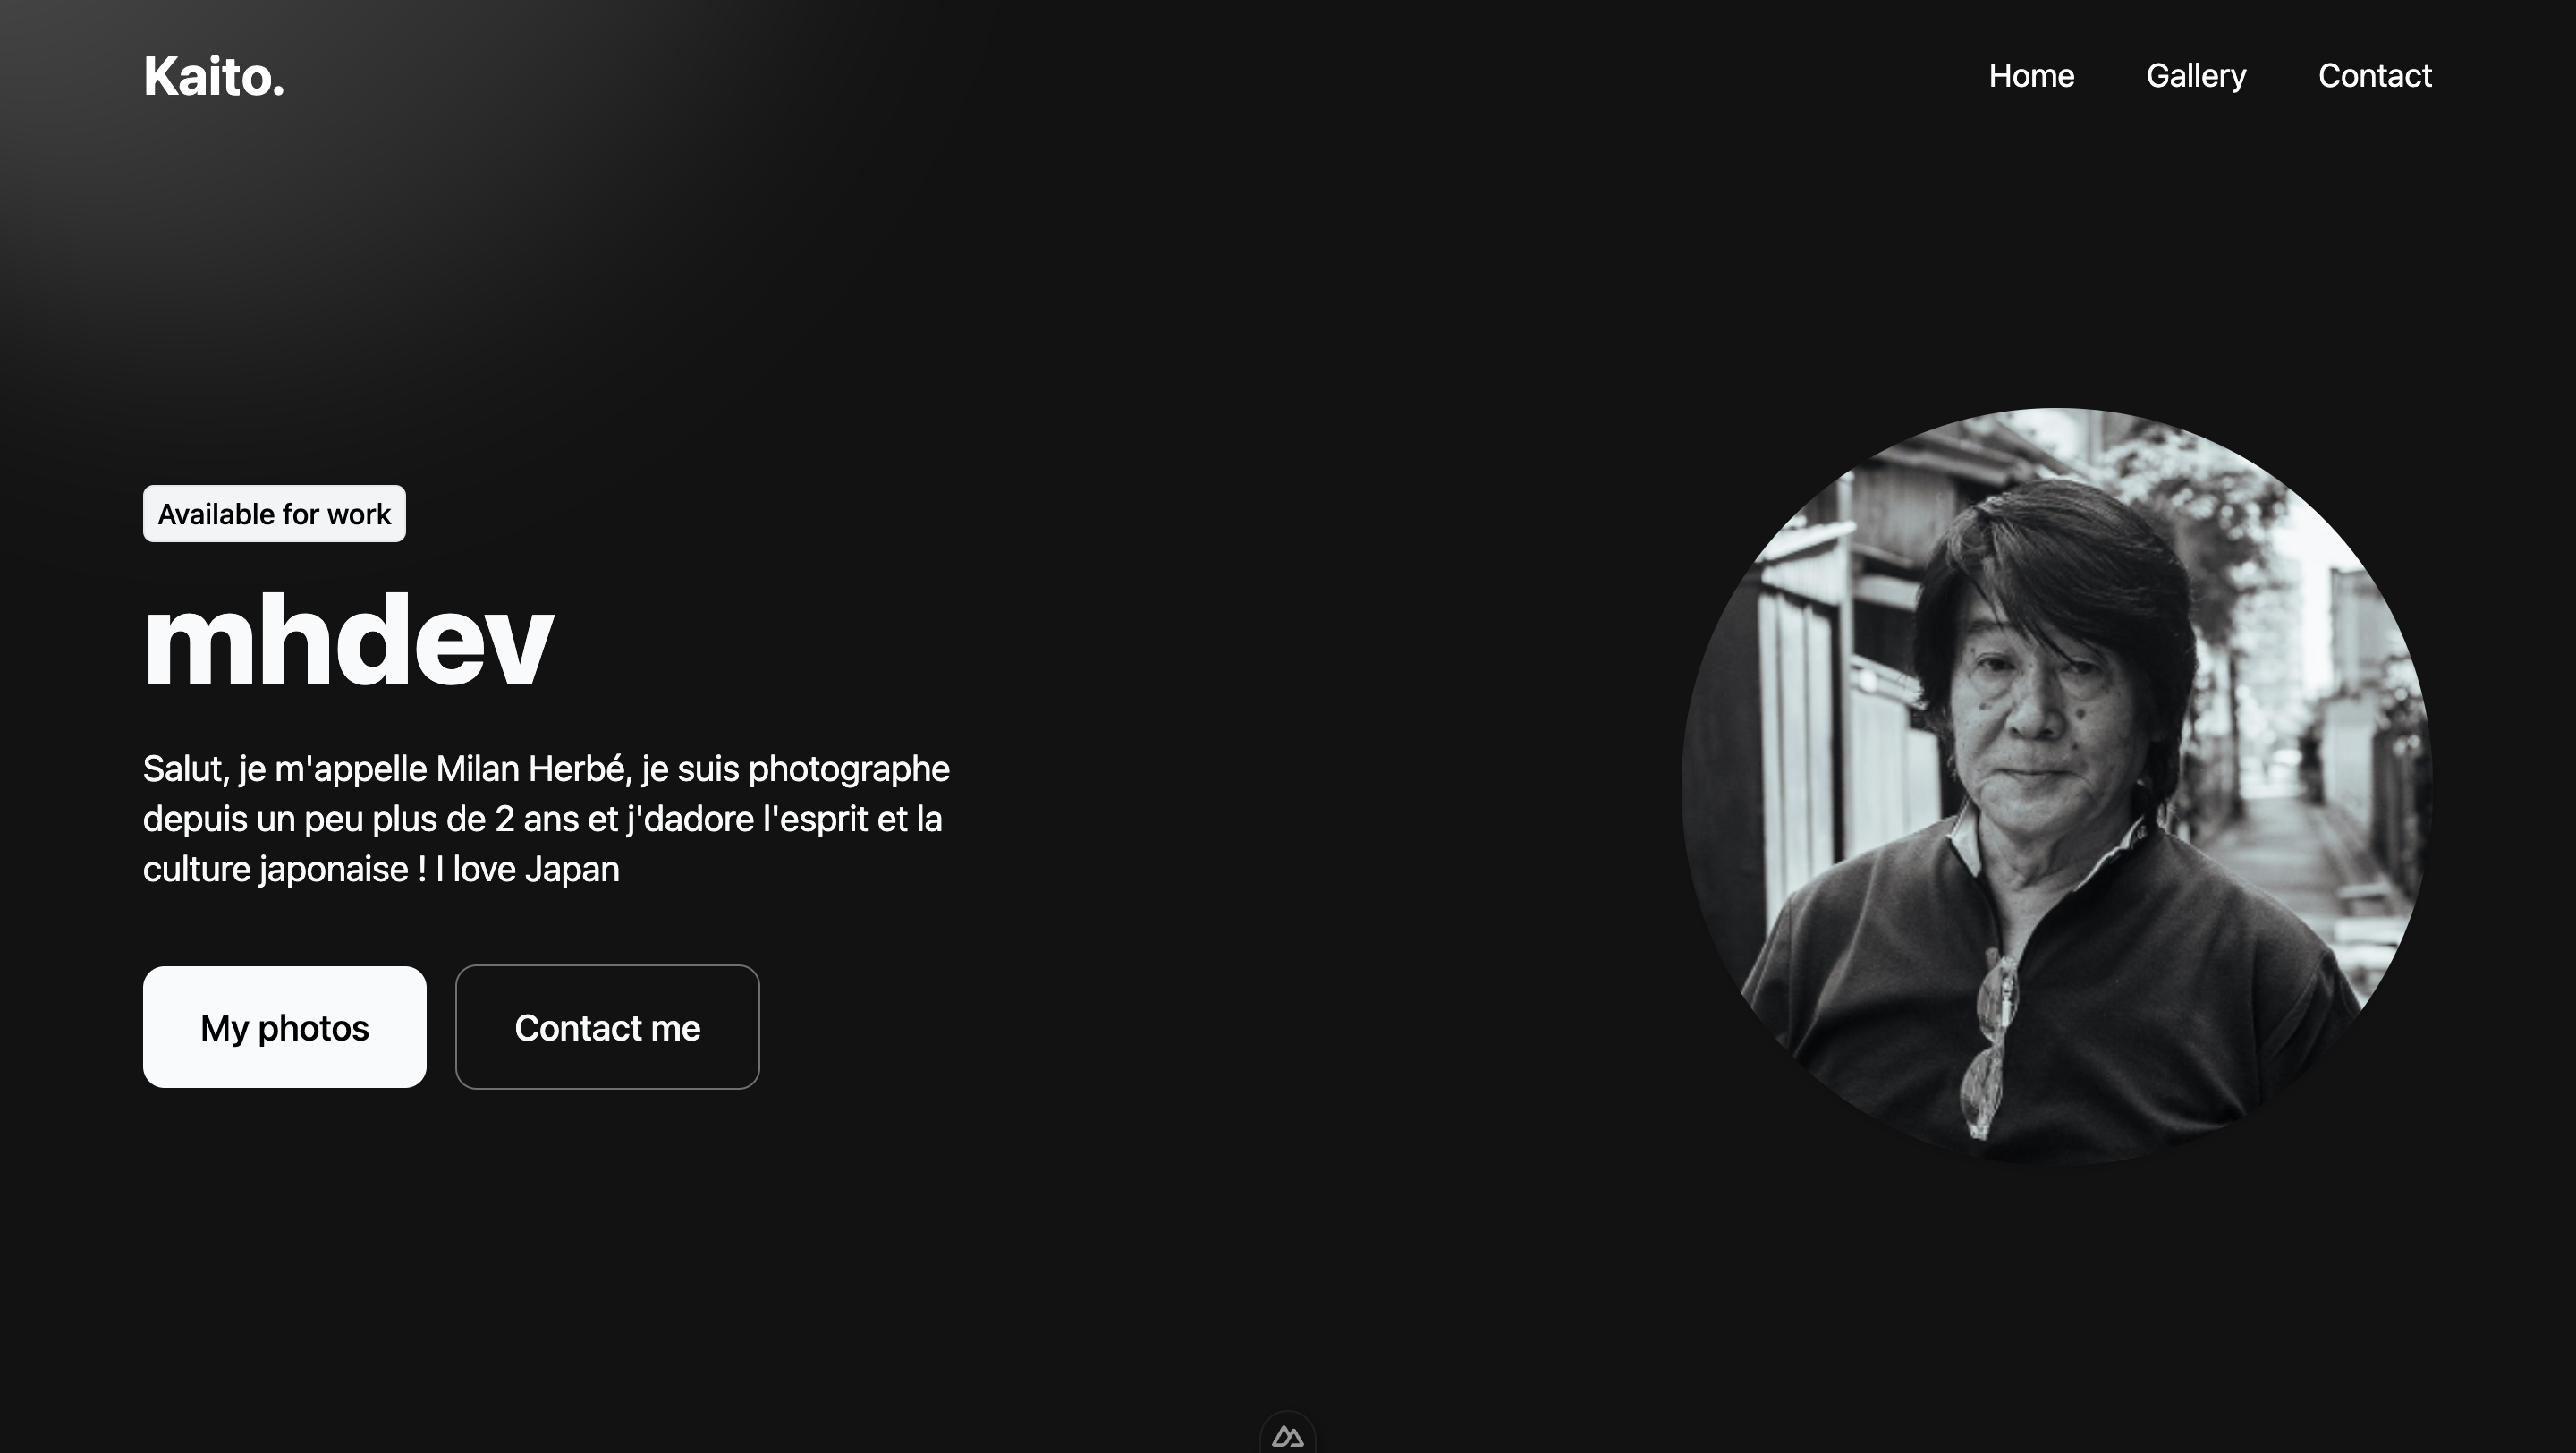 Kaito.
Home
Gallery
Contact
Available for work
mhdev
Salut, je m'appelle Milan Herbé, je suis photographe
depuis un peu plus de 2 ans et j'dadore l'esprit et la
culture japonaise ! I love Japan
My photos
Contact me